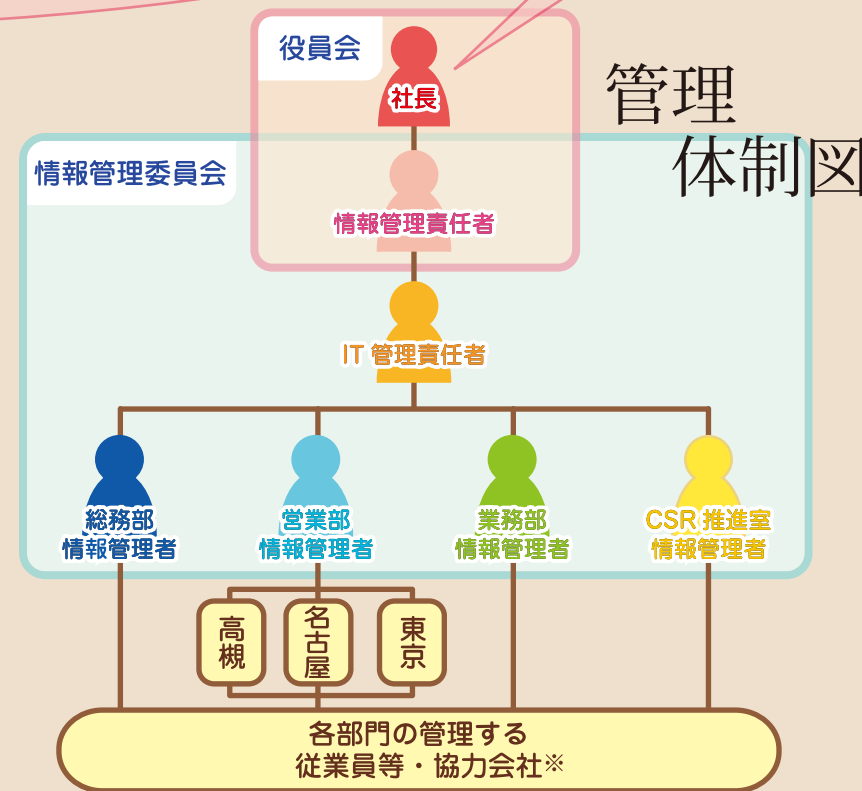 役員会
社長
管理
体制図
情報管理委員会
情報管理責任者
IT 管理責任者
総務部
情報管理者
営業部
情報管理者
業務部
情報管理者
CSR 推進室
情報管理者
高槻
名古屋
東京
各部門の管理する
従業員等・協力会社※